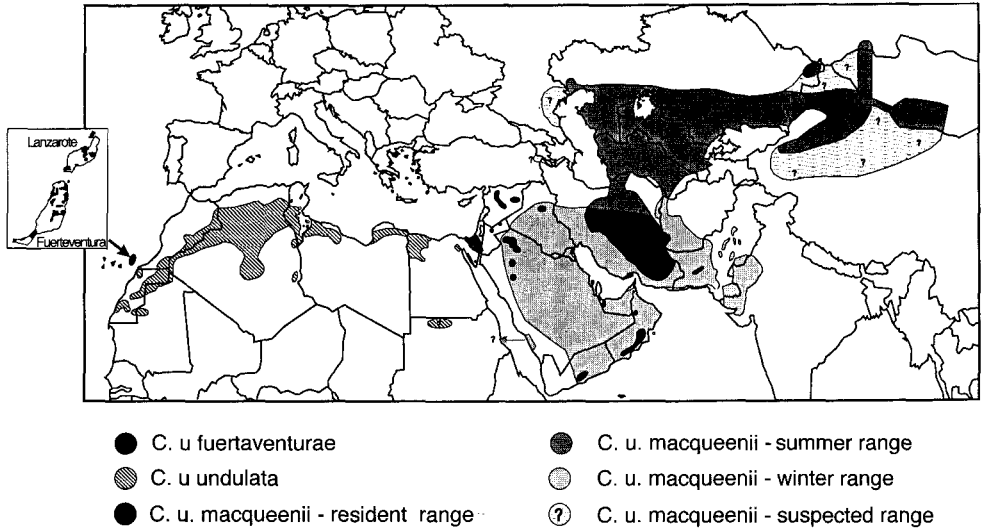 Lanzarote
Fuerteventura
?
?
?
?
?
?
?
?
C. u fuertaventurae
C. u undulata
C. u. macqueenii - resident range
C. u. macqueenii - summer range
C. u. macqueenii - winter range
? C. u. macqueenii - suspected range